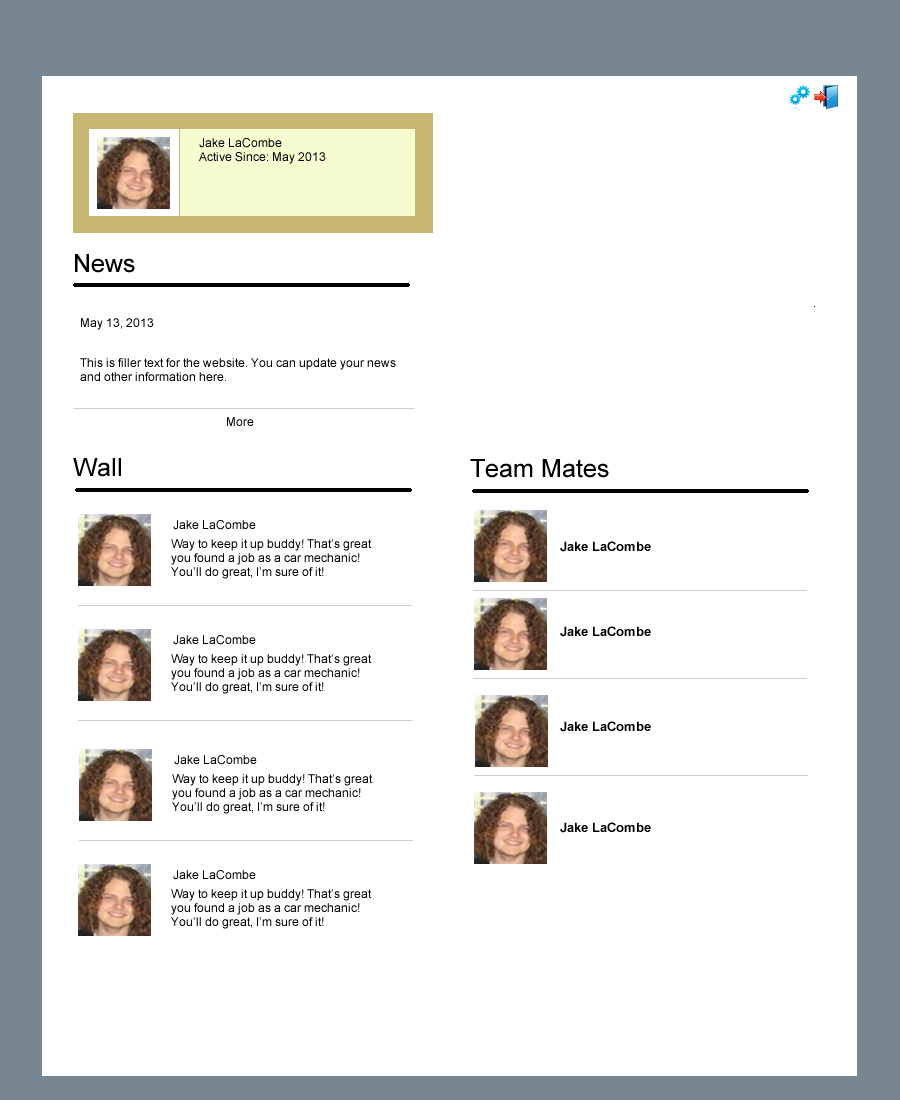 Jake LaCombe
Active Since: May 2013
News
May 13, 2013
This is filler text for the website. You can update your news
and other information here.
More
Wall
Jake LaCombe
Way to keep it up buddy! That's great
you found a job as a car mechanic!
You'll do great, I'm sure of it!
Jake LaCombe
Way to keep it up buddy! That's great
you found a job as a car mechanic!
You'll do great, I'm sure of it!
Jake LaCombe
Way to keep it up buddy! That's great
you found a job as a car mechanic!
You'll do great, I'm sure of it!
Jake LaCombe
Way to keep it up buddy! That's great
you found a job as a car mechanic!
You'll do great, I'm sure of it!
Team Mates
Jake LaCombe
Jake LaCombe
Jake LaCombe
Jake LaCombe